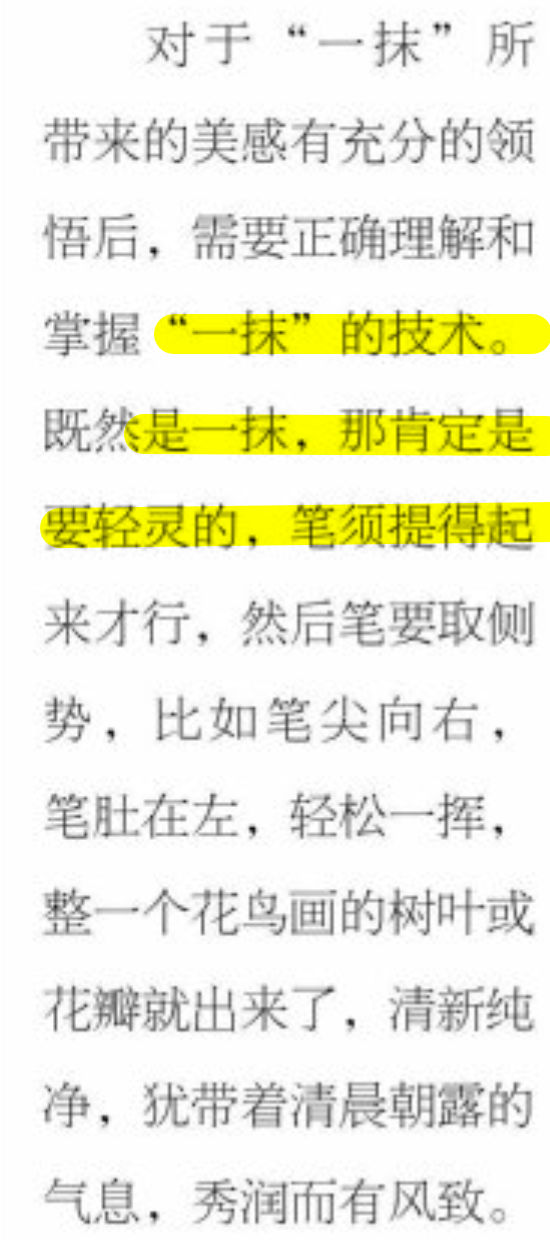 对于“一抹”所
带来的美感有充分的领
悟后，需要正确理解和
掌握“一抹”的技术。
既然是一抹，那肯定是
要轻灵的，笔须提得起
来才行，然后笔要取侧
势，比如笔尖向右，
笔肚在左，轻松一挥，
整一个花鸟画的树叶或
花瓣就出来了，清新纯
净，犹带着清晨朝露的
气息，秀润而有风致。